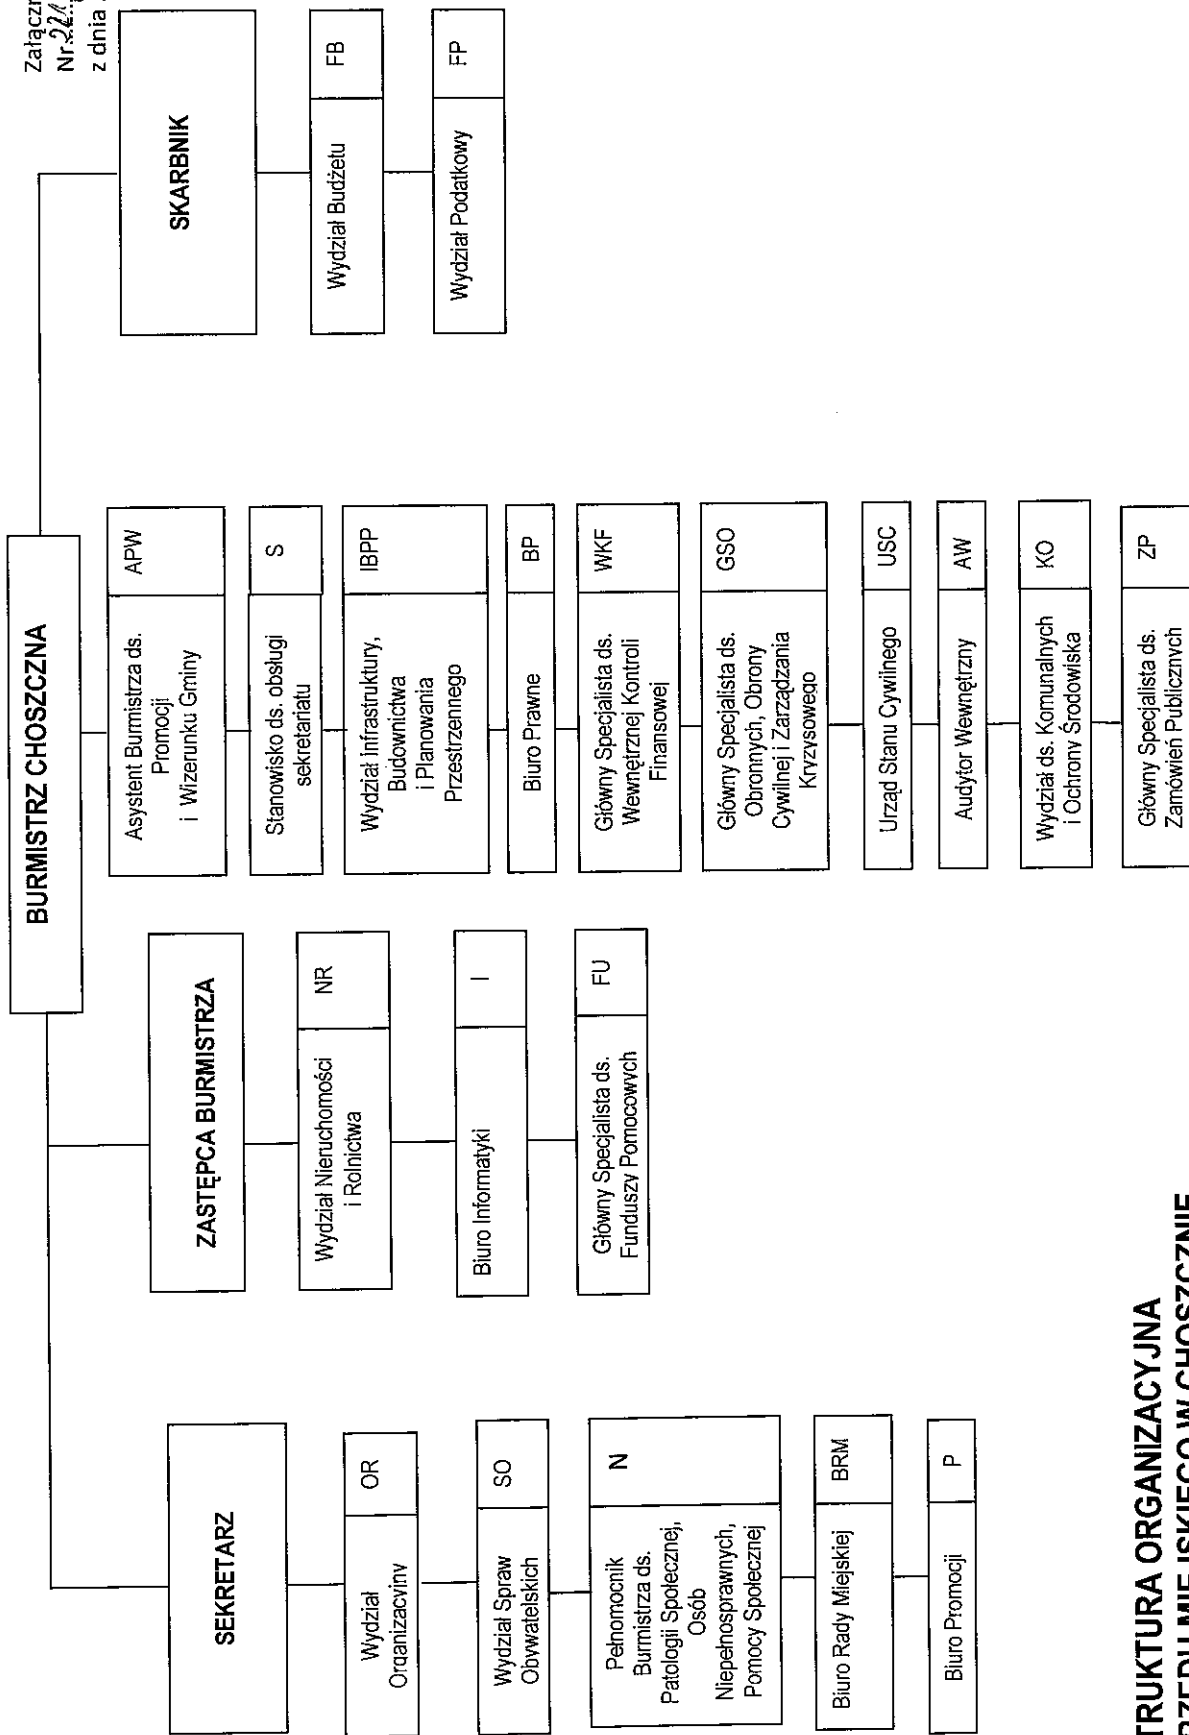 Załączn
Nr 221
z dnia
BURMISTRZ CHOSZCZNA
SEKRETARZ
Wydział
Organizacyjny
OR
Wydział Spraw
Obywatelskich
SO
Pełnomocnik
Burmistrza ds.
Patologii Społecznej,
Osób
Niepełnosprawnych,
Pomocy Społecznej
N
Biuro Rady Miejskiej
BRM
Biuro Promocji
P
ZASTĘPCA BURMISTRZA
Wydział Nieruchomości
i Rolnictwa
NR
Biuro Informatyki
I
Główny Specjalista ds.
Funduszy Pomocowych
FU
Asystent Burmistrza ds.
Promocji
i Wizerunku Gminy
APW
Stanowisko ds. obsługi
sekretariatu
S
Wydział Infrastruktury,
Budownictwa
i Planowania
Przestrzennego
IBPP
Biuro Prawne
BP
Główny Specjalista ds.
Wewnętrznej Kontroli
Finansowej
WKF
Główny Specjalista ds.
Obronnych, Obrony
Cywilnej i Zarządzania
Kryzysowego
GSO
Urząd Stanu Cywilnego
USC
Audytor Wewnętrzny
AW
Wydział ds. Komunalnych
i Ochrony Środowiska
KO
Główny Specjalista ds.
Zamówień Publicznych
ZP
SKARBNIK
Wydział Budżetu
FB
Wydział Podatkowy
FP
TRUKTURA ORGANIZACYJNA
RZĘDU MIEJSKIEGO W CHOSZCZNIE